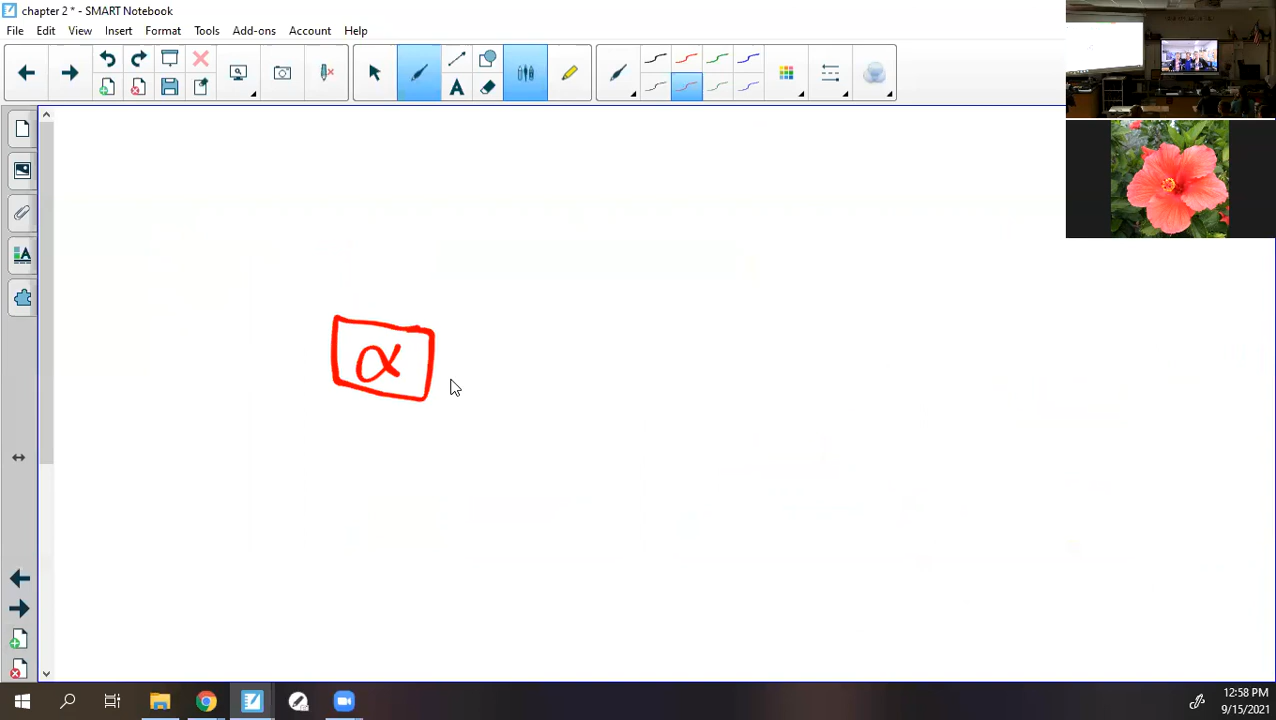 chapter 2 * - SMART Notebook
File Edit View Insert Format Tools Add-ons Account Help
A
A
α
12:58 PM
9/15/2021